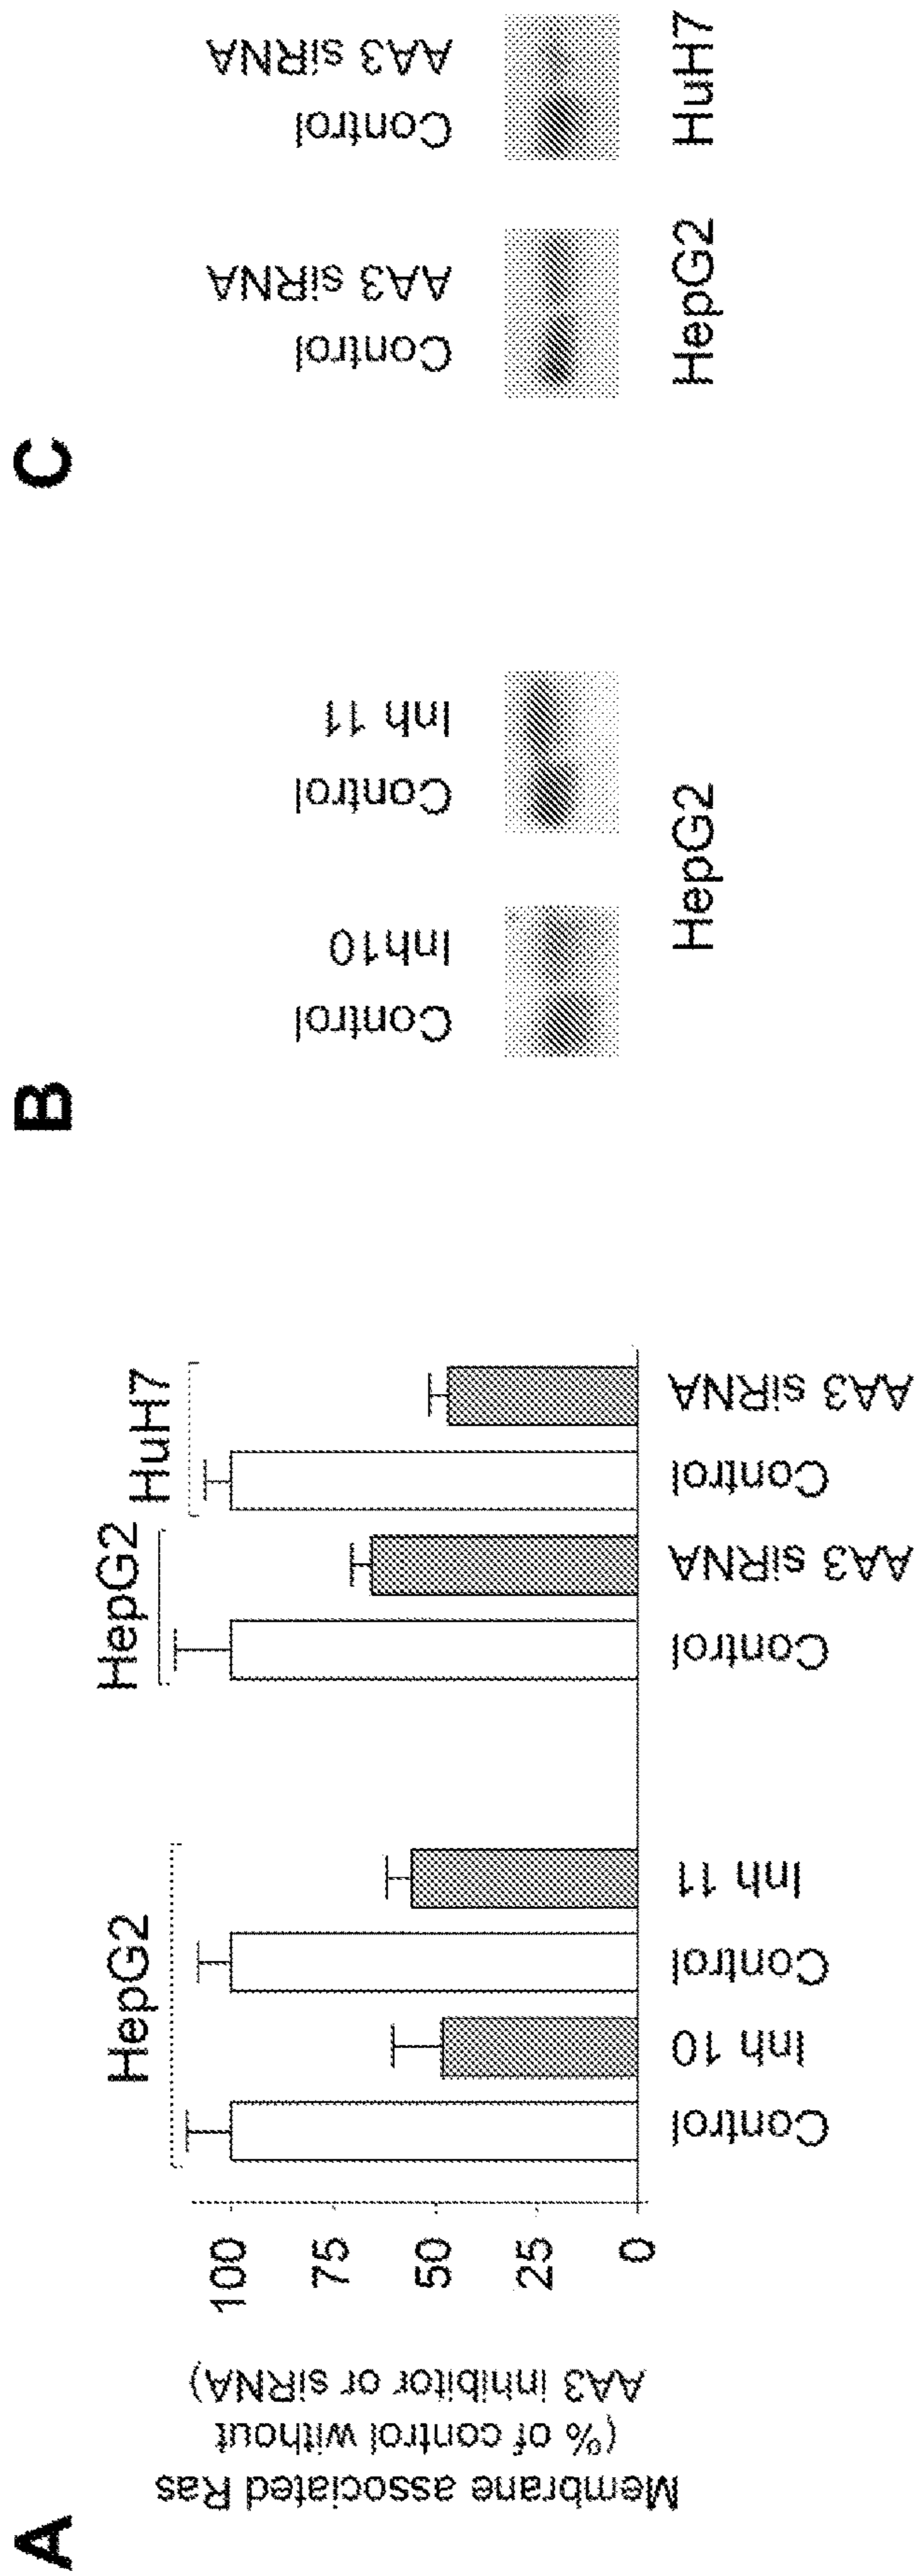 A
Membrane associated Ras
(% of control without
AA3 inhibitor or siRNA)
100
75
50
25
0
HepG2
HepG2
HuH7
Control
Inh 10
Control
Inh 11
Control
AA3 siRNA
Control
AA3 siRNA
B
Control
Inh10
Control
Inh 11
HepG2
C
Control
AA3 siRNA
Control
AA3 siRNA
HepG2
HuH7